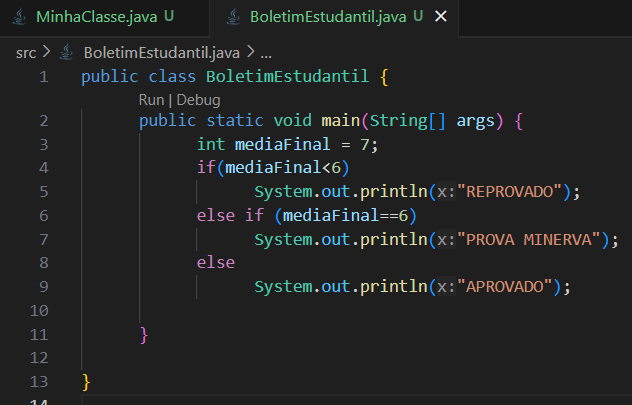 MinhaClasse.java U BoletimEstudantil.java U ×
src > BoletimEstudantil.java > ...
1 public class BoletimEstudantil {
Run | Debug
2 public static void main(String[] args) {
3 int mediaFinal = 7;
4 if(mediaFinal<6)
5 System.out.println(x:"REPROVADO");
6 else if (mediaFinal==6)
7 System.out.println(x:"PROVA MINERVA");
8 else
9 System.out.println(x:"APROVADO");
10
11 }
12
13 }
14